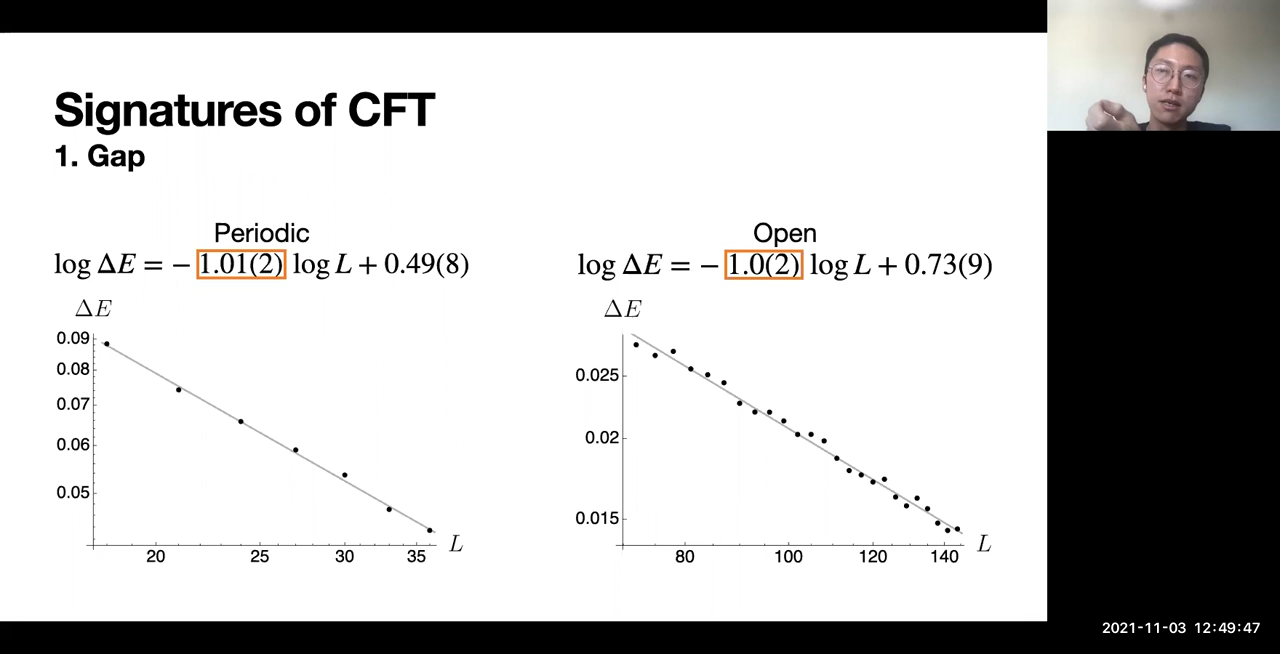 Signatures of CFT
1. Gap
Periodic
log ΔE = − 1.01(2) log L + 0.49(8)
ΔE
0.09
0.08
0.07
0.06
0.05
20 25 30 35
L
Open
log ΔE = − 1.0(2) log L + 0.73(9)
ΔE
0.025
0.02
0.015
80 100 120 140
L
2021-11-03 12:49:47